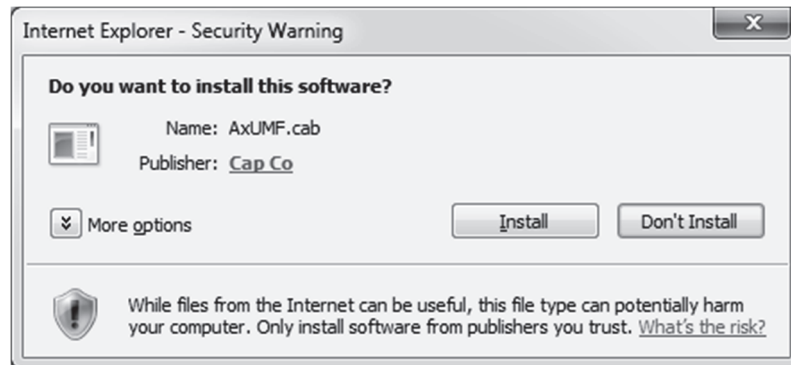 Internet Explorer - Security Warning
Do you want to install this software?
Name: AxUMF.cab
Publisher: Cap Co
More options
Install
Don't Install
While files from the Internet can be useful, this file type can potentially harm
your computer. Only install software from publishers you trust. What's the risk?